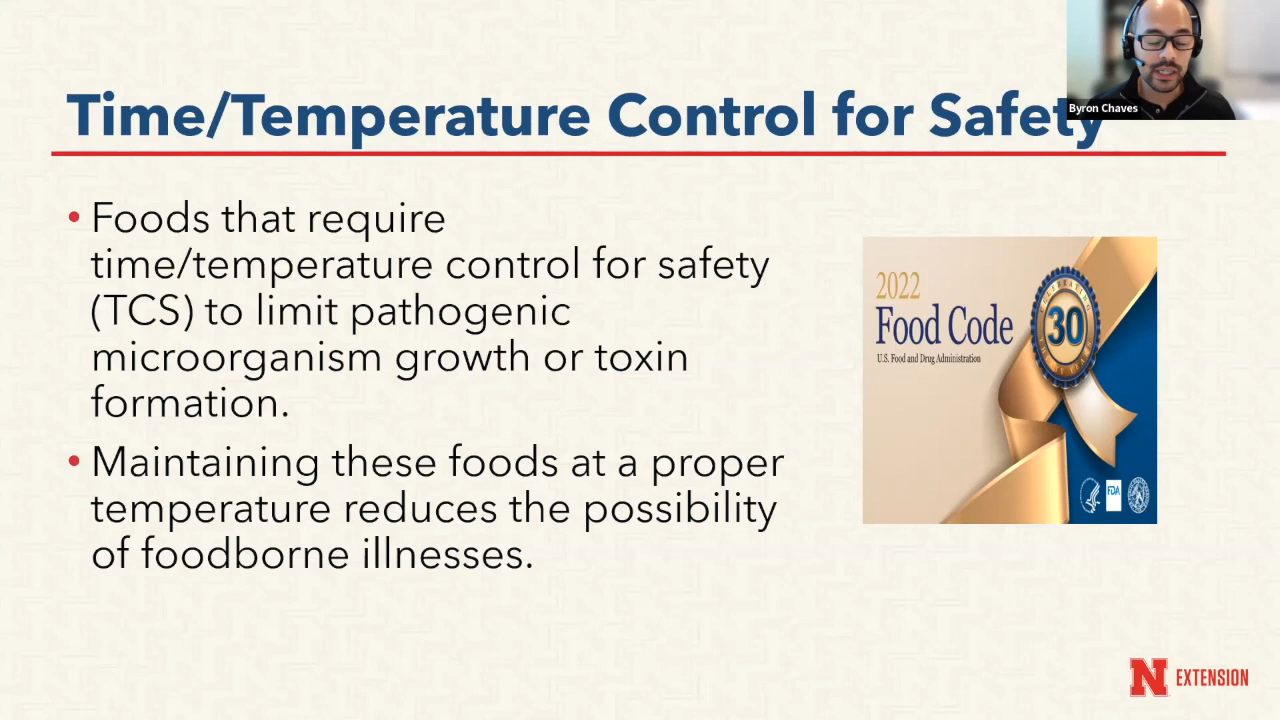 Byron Chaves
Time/Temperature Control for Safety
• Foods that require
time/temperature control for safety
(TCS) to limit pathogenic
microorganism growth or toxin
formation.
• Maintaining these foods at a proper
temperature reduces the possibility
of foodborne illnesses.
2022
Food Code
U.S. Food and Drug Administration
CELEBRATING
30
FDA
N EXTENSION